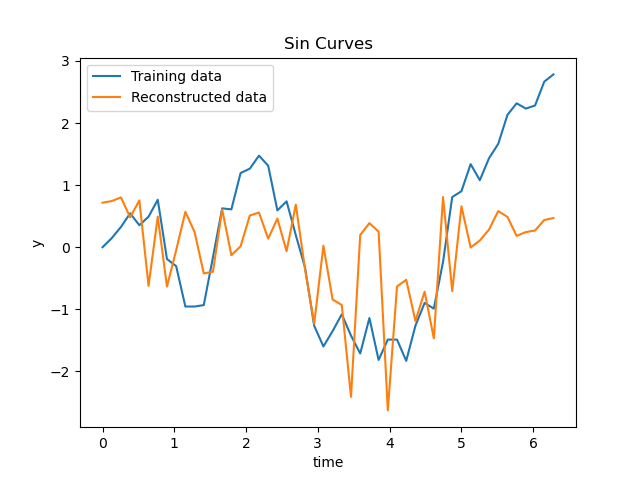 Sin Curves
Training data
Reconstructed data
3
2
1
0
−1
−2
y
0 1 2 3 4 5 6
time